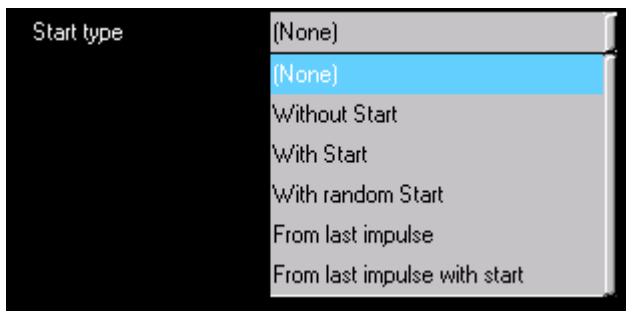 Start type (None)
(None)
Without Start
With Start
With random Start
From last impulse
From last impulse with start